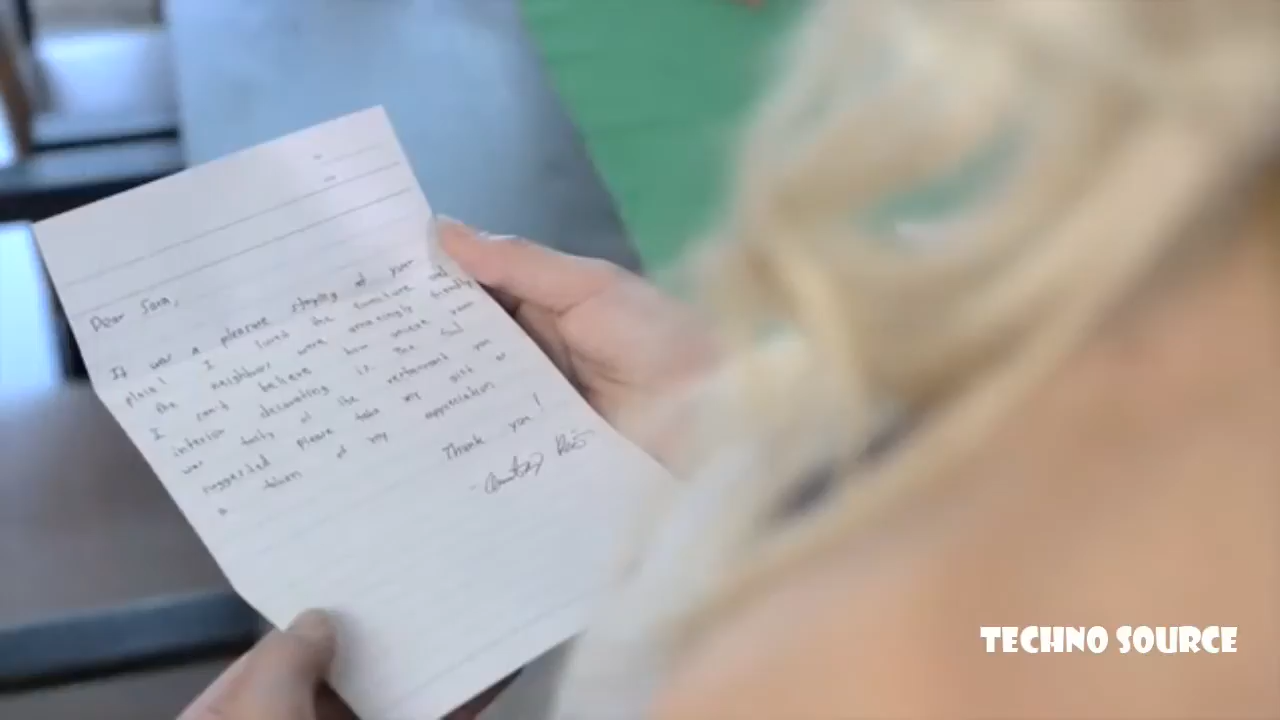 Dear Sara,
It was a pleasure staying at your
place! I loved the furniture and
the neighbors were amazingly friendly
I can't believe how sincere your
interior decorating is. the food
was tasty at the restaurant you
suggested please take my gift as
a token of my appreciation
Thank you!
TECHNO SOURCE